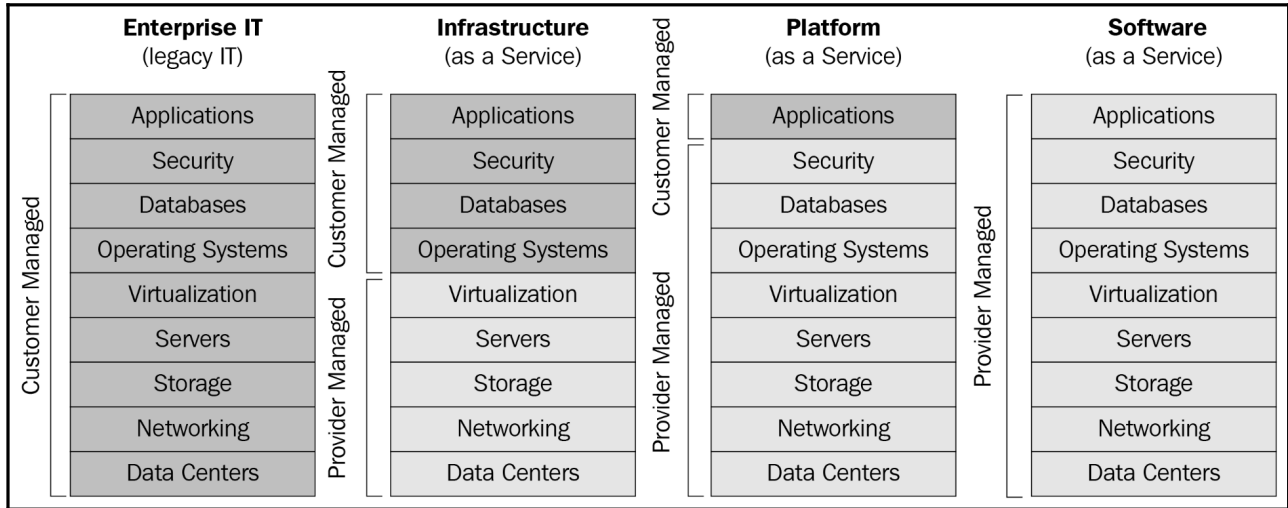 Enterprise IT
(legacy IT)
Customer Managed
Applications
Security
Databases
Operating Systems
Virtualization
Servers
Storage
Networking
Data Centers
Infrastructure
(as a Service)
Customer Managed
Provider Managed
Applications
Security
Databases
Operating Systems
Virtualization
Servers
Storage
Networking
Data Centers
Platform
(as a Service)
Customer Managed
Provider Managed
Applications
Security
Databases
Operating Systems
Virtualization
Servers
Storage
Networking
Data Centers
Software
(as a Service)
Provider Managed
Applications
Security
Databases
Operating Systems
Virtualization
Servers
Storage
Networking
Data Centers